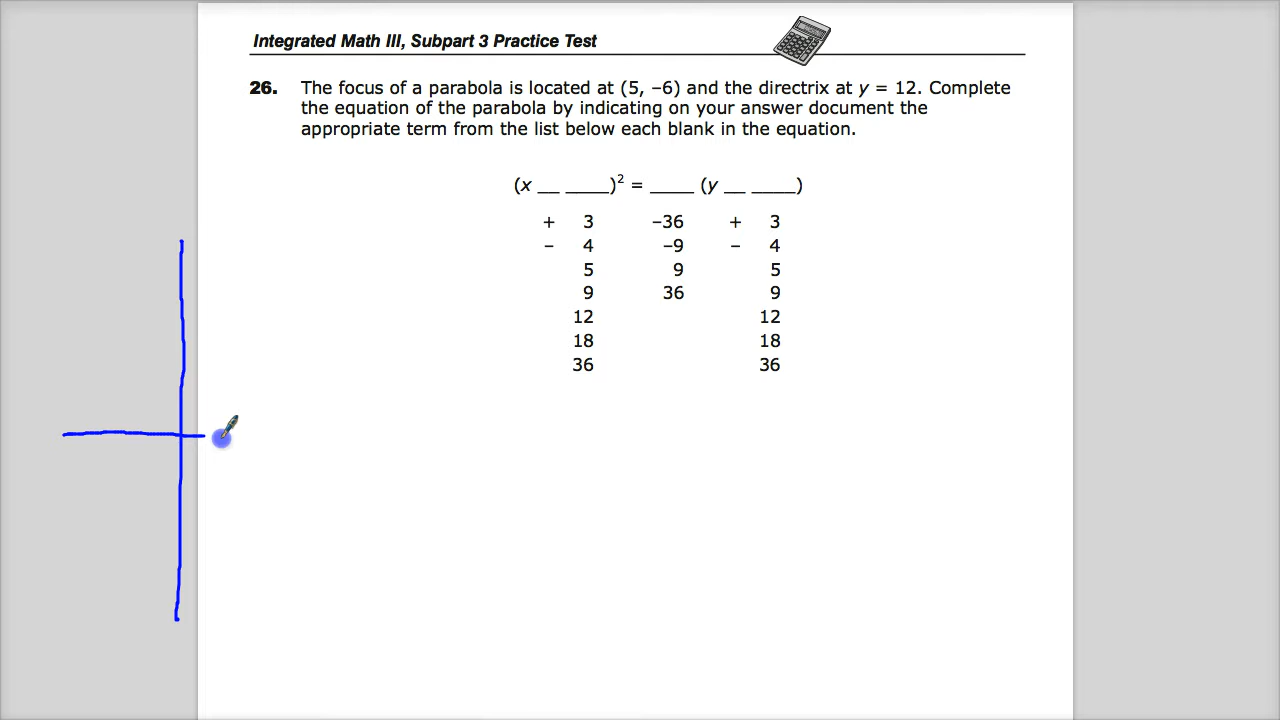 Integrated Math III, Subpart 3 Practice Test
26. The focus of a parabola is located at (5, –6) and the directrix at y = 12. Complete
the equation of the parabola by indicating on your answer document the
appropriate term from the list below each blank in the equation.
(x __ ____)² = ____ (y __ ____)
+ 3 –36 + 3
– 4 –9 – 4
5 9 5
9 36 9
12 12
18 18
36 36